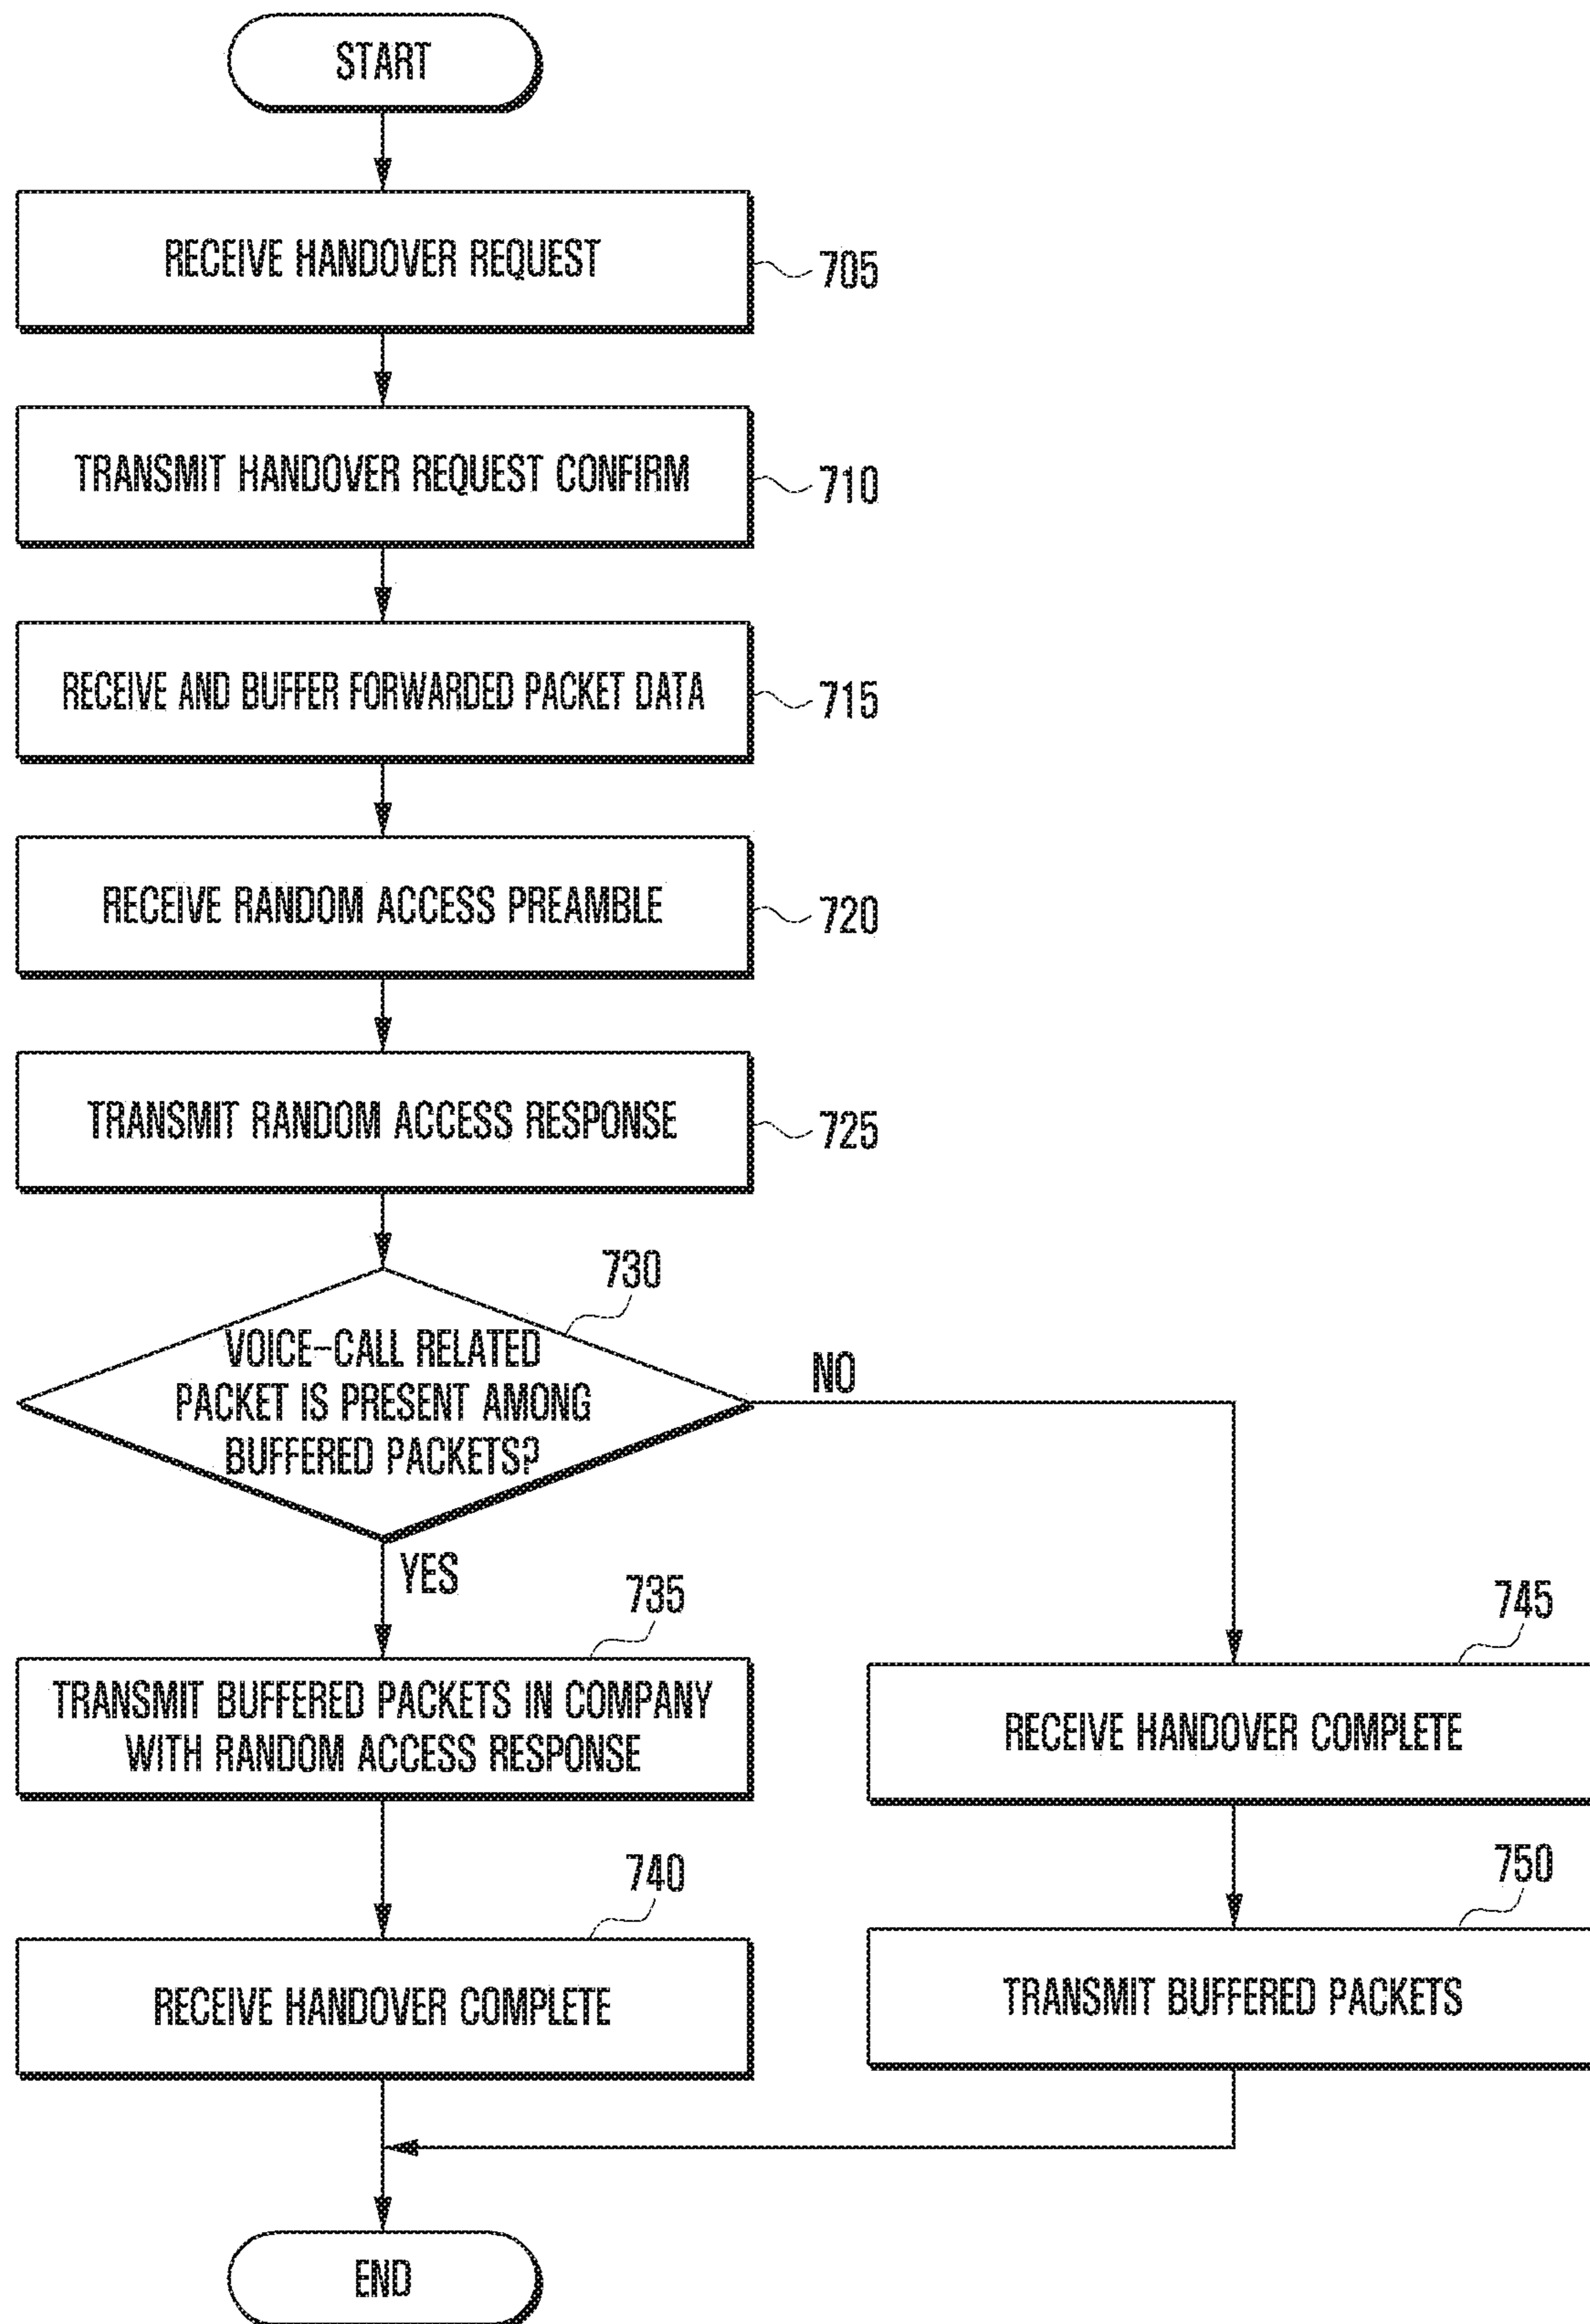 START
RECEIVE HANDOVER REQUEST
705
TRANSMIT HANDOVER REQUEST CONFIRM
710
RECEIVE AND BUFFER FORWARDED PACKET DATA
715
RECEIVE RANDOM ACCESS PREAMBLE
720
TRANSMIT RANDOM ACCESS RESPONSE
725
730
VOICE-CALL RELATED
PACKET IS PRESENT AMONG
BUFFERED PACKETS?
NO
YES
735
TRANSMIT BUFFERED PACKETS IN COMPANY
WITH RANDOM ACCESS RESPONSE
745
RECEIVE HANDOVER COMPLETE
740
RECEIVE HANDOVER COMPLETE
750
TRANSMIT BUFFERED PACKETS
END